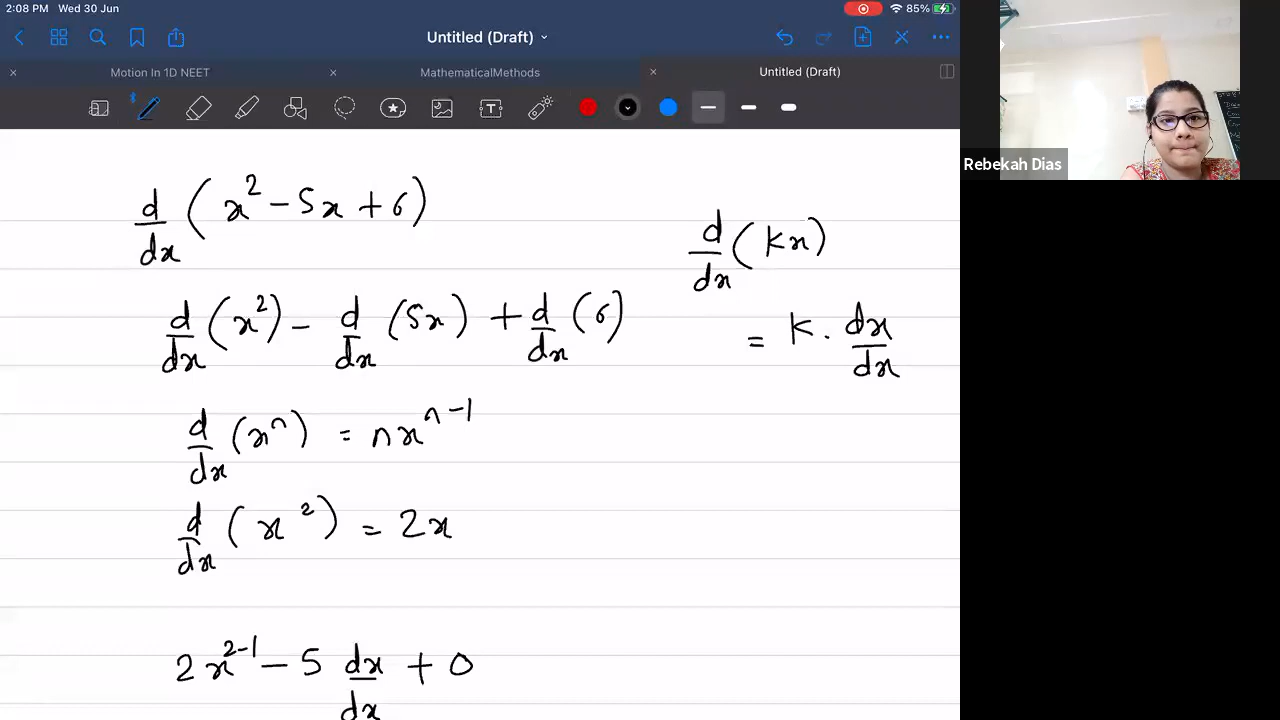 2:08 PM Wed 30 Jun 85%
Untitled (Draft)
Motion In 1D NEET MathematicalMethods Untitled (Draft)
T
Rebekah Dias
d/dx (x² - 5x + 6)
d/dx (x²) - d/dx (5x) + d/dx (6)
d/dx (xⁿ) = nxⁿ⁻¹
d/dx (x²) = 2x
2x²⁻¹ - 5 dx/dx + 0
d/dx (kx)
= k . dx/dx